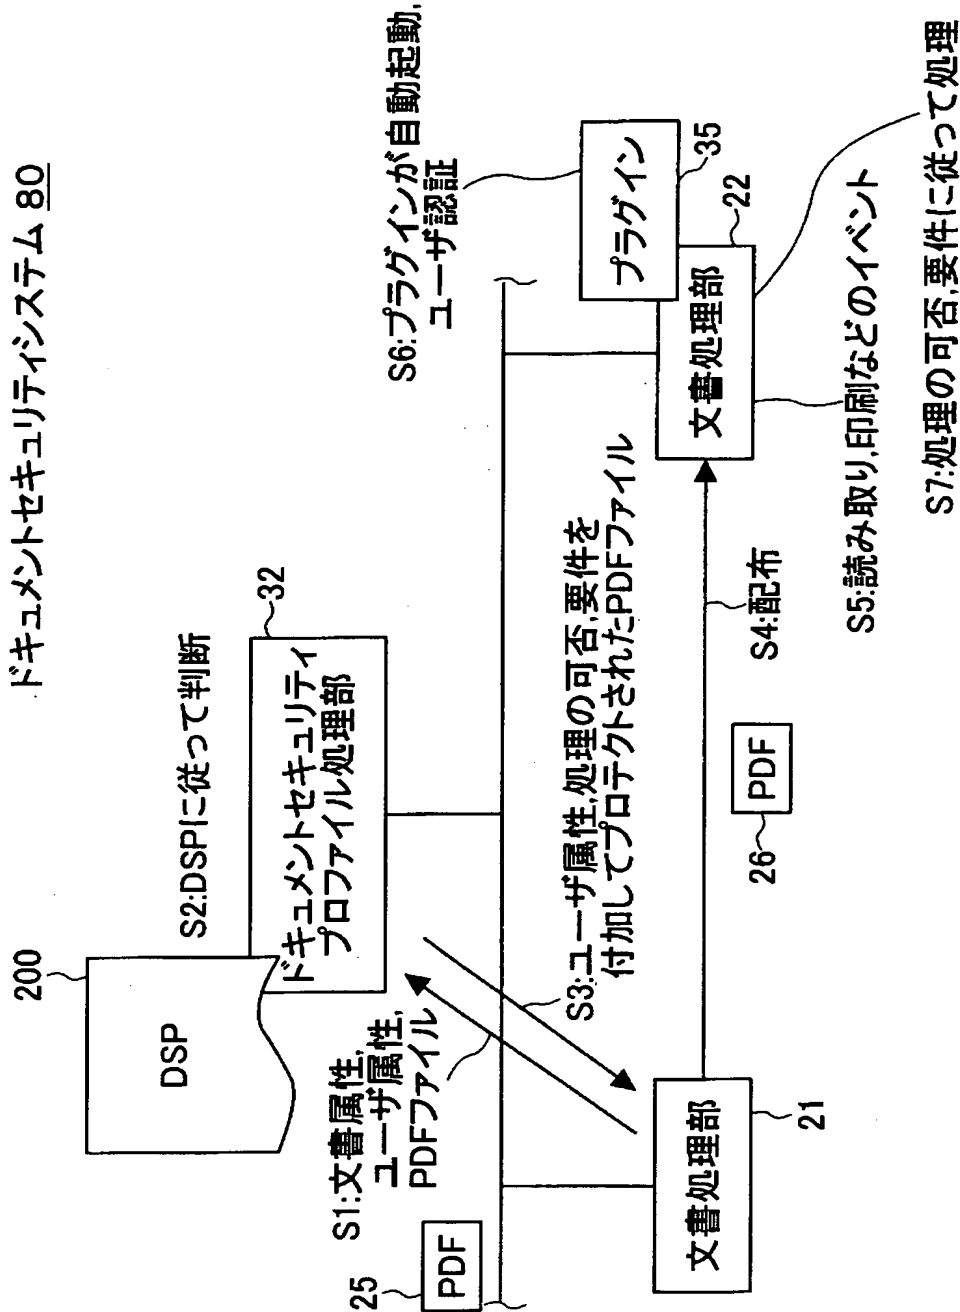 ドキュメントセキュリティシステム 80
200
DSP
S2:DSPに従って判断
32
ドキュメントセキュリティ
プロファイル処理部
25
PDF
S1:文書属性,
ユーザ属性,
PDFファイル
S3:ユーザ属性,処理の可否,要件を
付加してプロテクトされたPDFファイル
S6:プラグインが自動起動,
ユーザ認証
プラグイン
35
文書処理部
22
文書処理部
21
26
PDF
S4:配布
S5:読み取り,印刷などのイベント
S7:処理の可否,要件に従って処理